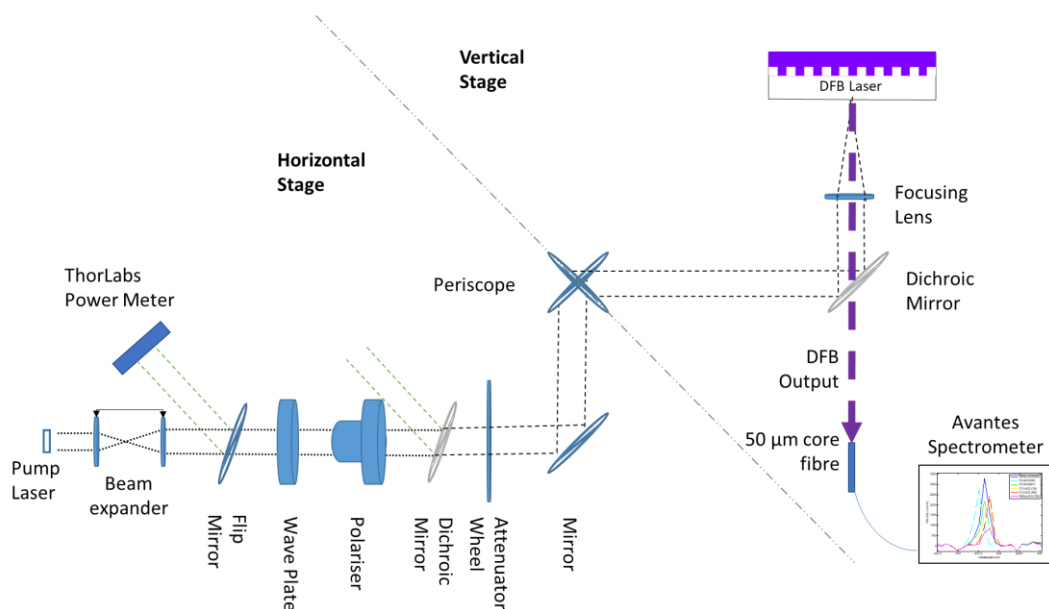 Vertical
Stage
DFB Laser
Horizontal
Stage
Focusing
Lens
ThorLabs
Power Meter
Periscope
Dichroic
Mirror
DFB
Output
50 µm core
fibre
Avantes
Spectrometer
Pump
Laser
Beam
expander
Flip
Mirror
Wave Plate
Polariser
Dichroic
Mirror
Attenuator
Wheel
Mirror